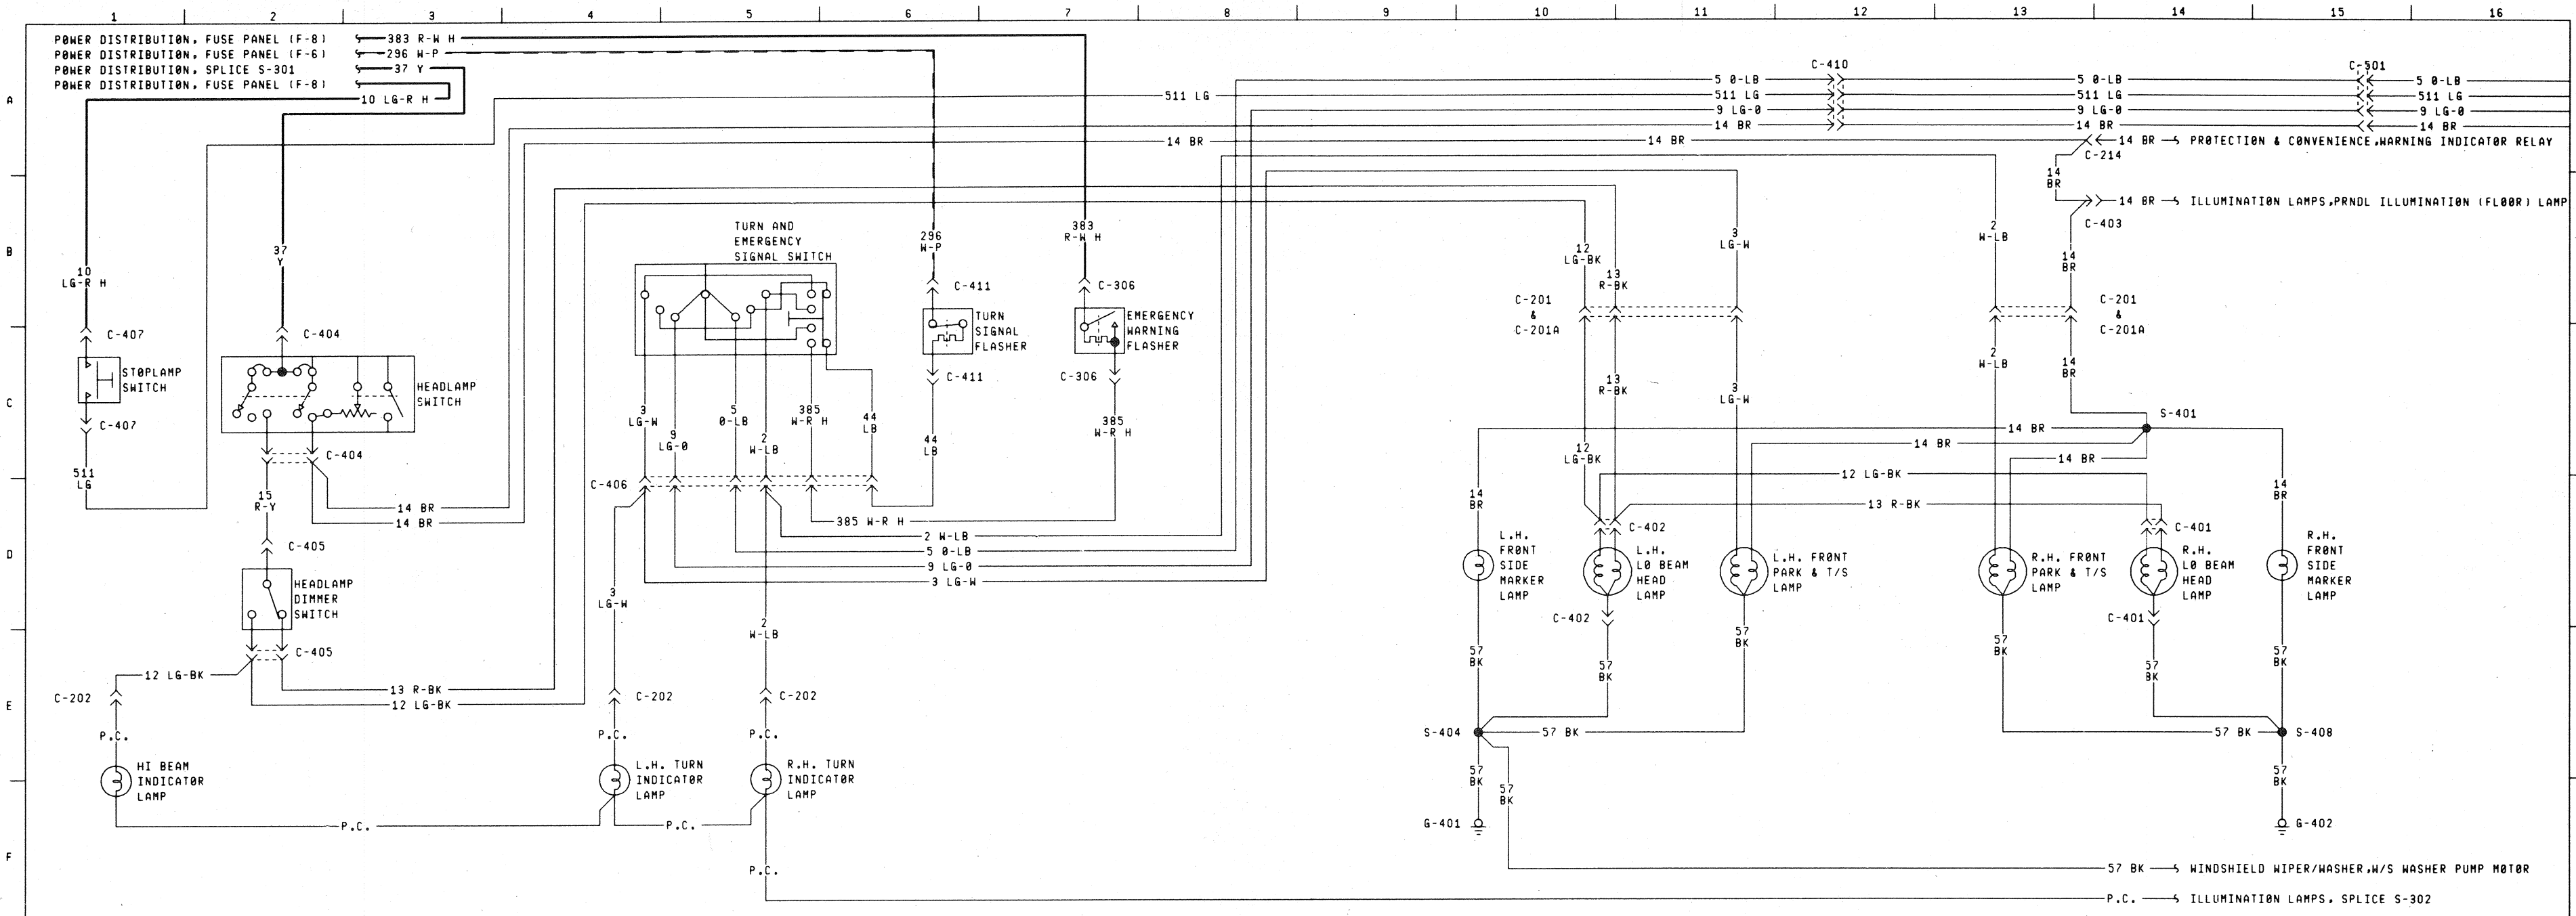 1 2 3 4 5 6 7 8 9 10 11 12 13 14 15 16
A
B
C
D
E
F
POWER DISTRIBUTION, FUSE PANEL (F-8) 383 R-W H
POWER DISTRIBUTION, FUSE PANEL (F-6) 296 W-P
POWER DISTRIBUTION, SPLICE S-301 37 Y
POWER DISTRIBUTION, FUSE PANEL (F-8)
10 LG-R H
511 LG
C-410
C-501
5 O-LB 5 O-LB 5 O-LB
511 LG 511 LG 511 LG
9 LG-O 9 LG-O 9 LG-O
14 BR 14 BR 14 BR
14 BR 14 BR 14 BR PROTECTION & CONVENIENCE, WARNING INDICATOR RELAY
C-214
14
BR
14 BR ILLUMINATION LAMPS, PRNDL ILLUMINATION (FLOOR) LAMP
C-403
10
LG-R H
37
Y
TURN AND
EMERGENCY
SIGNAL SWITCH
296
W-P
383
R-W H
12
LG-BK
13
R-BK
3
LG-W
2
W-LB
14
BR
C-411
C-306
C-201
&
C-201A
C-201
&
C-201A
C-407
C-404
TURN
SIGNAL
FLASHER
EMERGENCY
WARNING
FLASHER
STOPLAMP
SWITCH
HEADLAMP
SWITCH
C-411
C-306
13
R-BK
3
LG-W
2
W-LB
14
BR
C-407
C-404
3
LG-W
9
LG-O
5
O-LB
2
W-LB
385
W-R H
44
LB
44
LB
385
W-R H
S-401
14 BR
14 BR
14 BR
12
LG-BK
12 LG-BK
13 R-BK
511
LG
15
R-Y
14 BR
14 BR
C-406
385 W-R H
2 W-LB
5 O-LB
9 LG-O
3 LG-W
14
BR
14
BR
C-402
C-401
C-405
HEADLAMP
DIMMER
SWITCH
L.H.
FRONT
SIDE
MARKER
LAMP
L.H.
LO BEAM
HEAD
LAMP
L.H. FRONT
PARK & T/S
LAMP
R.H. FRONT
PARK & T/S
LAMP
R.H.
LO BEAM
HEAD
LAMP
R.H.
FRONT
SIDE
MARKER
LAMP
3
LG-W
2
W-LB
C-402
C-401
57
BK
57
BK
57
BK
57
BK
57
BK
57
BK
C-405
12 LG-BK
13 R-BK
12 LG-BK
C-202
C-202
C-202
P.C.
P.C.
P.C.
S-404
57 BK
57 BK
S-408
HI BEAM
INDICATOR
LAMP
L.H. TURN
INDICATOR
LAMP
R.H. TURN
INDICATOR
LAMP
57
BK
57
BK
57
BK
P.C.
P.C.
G-401
G-402
P.C.
57 BK WINDSHIELD WIPER/WASHER, W/S WASHER PUMP MOTOR
P.C. ILLUMINATION LAMPS, SPLICE S-302